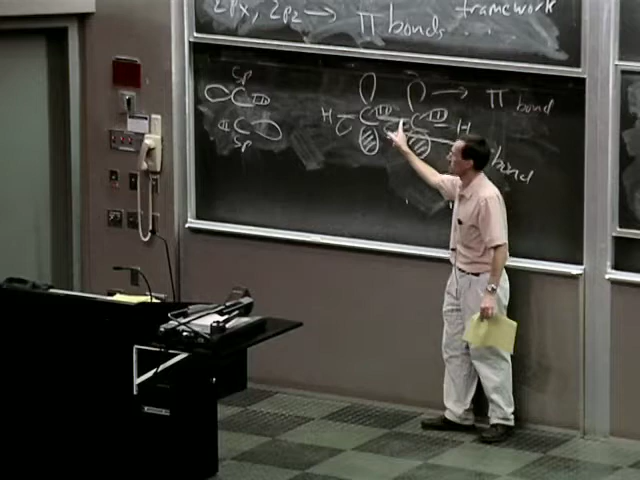 2px, 2pz → π bonds framework
sp
C
C
sp
H C C H
→ π bond
bond